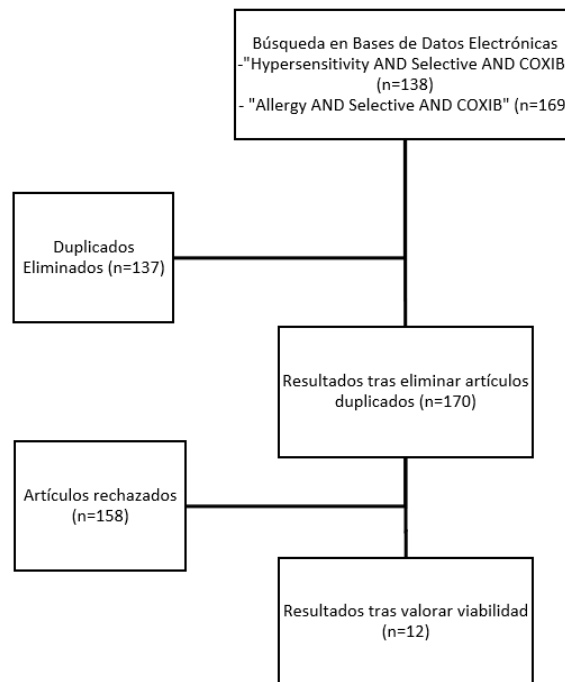 Búsqueda en Bases de Datos Electrónicas
-"Hypersensitivity AND Selective AND COXIB"
(n=138)
- "Allergy AND Selective AND COXIB" (n=169
Duplicados
Eliminados (n=137)
Resultados tras eliminar artículos
duplicados (n=170)
Artículos rechazados
(n=158)
Resultados tras valorar viabilidad
(n=12)